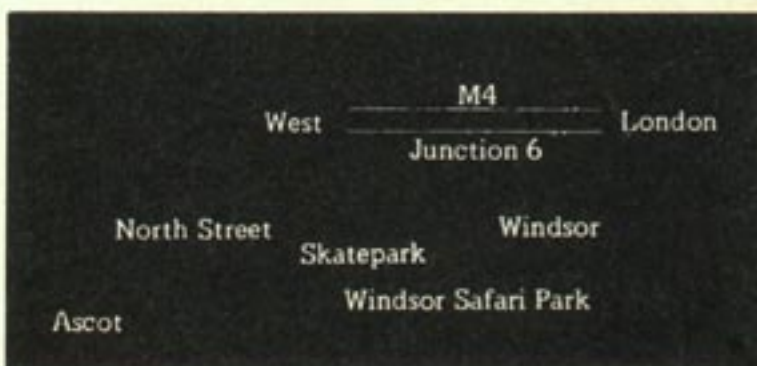 M4
West London
Junction 6
North Street Windsor
Skatepark
Windsor Safari Park
Ascot